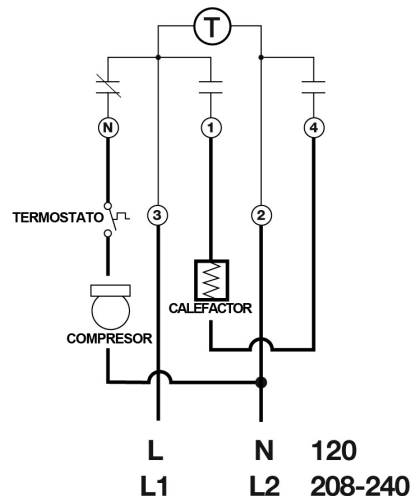 T
N 1 4
TERMOSTATO 3 2
CALEFACTOR
COMPRESOR
L N 120
L1 L2 208-240